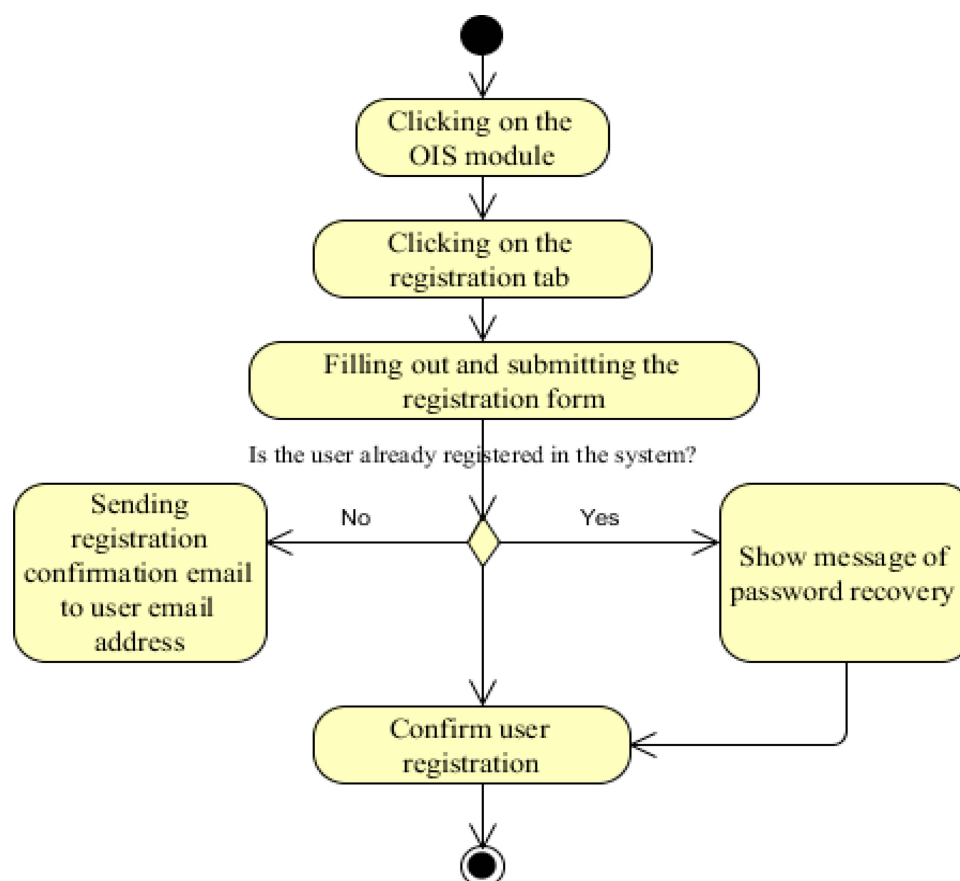 Clicking on the
OIS module
Clicking on the
registration tab
Filling out and submitting the
registration form
Is the user already registered in the system?
No
Yes
Sending
registration
confirmation email
to user email
address
Show message of
password recovery
Confirm user
registration